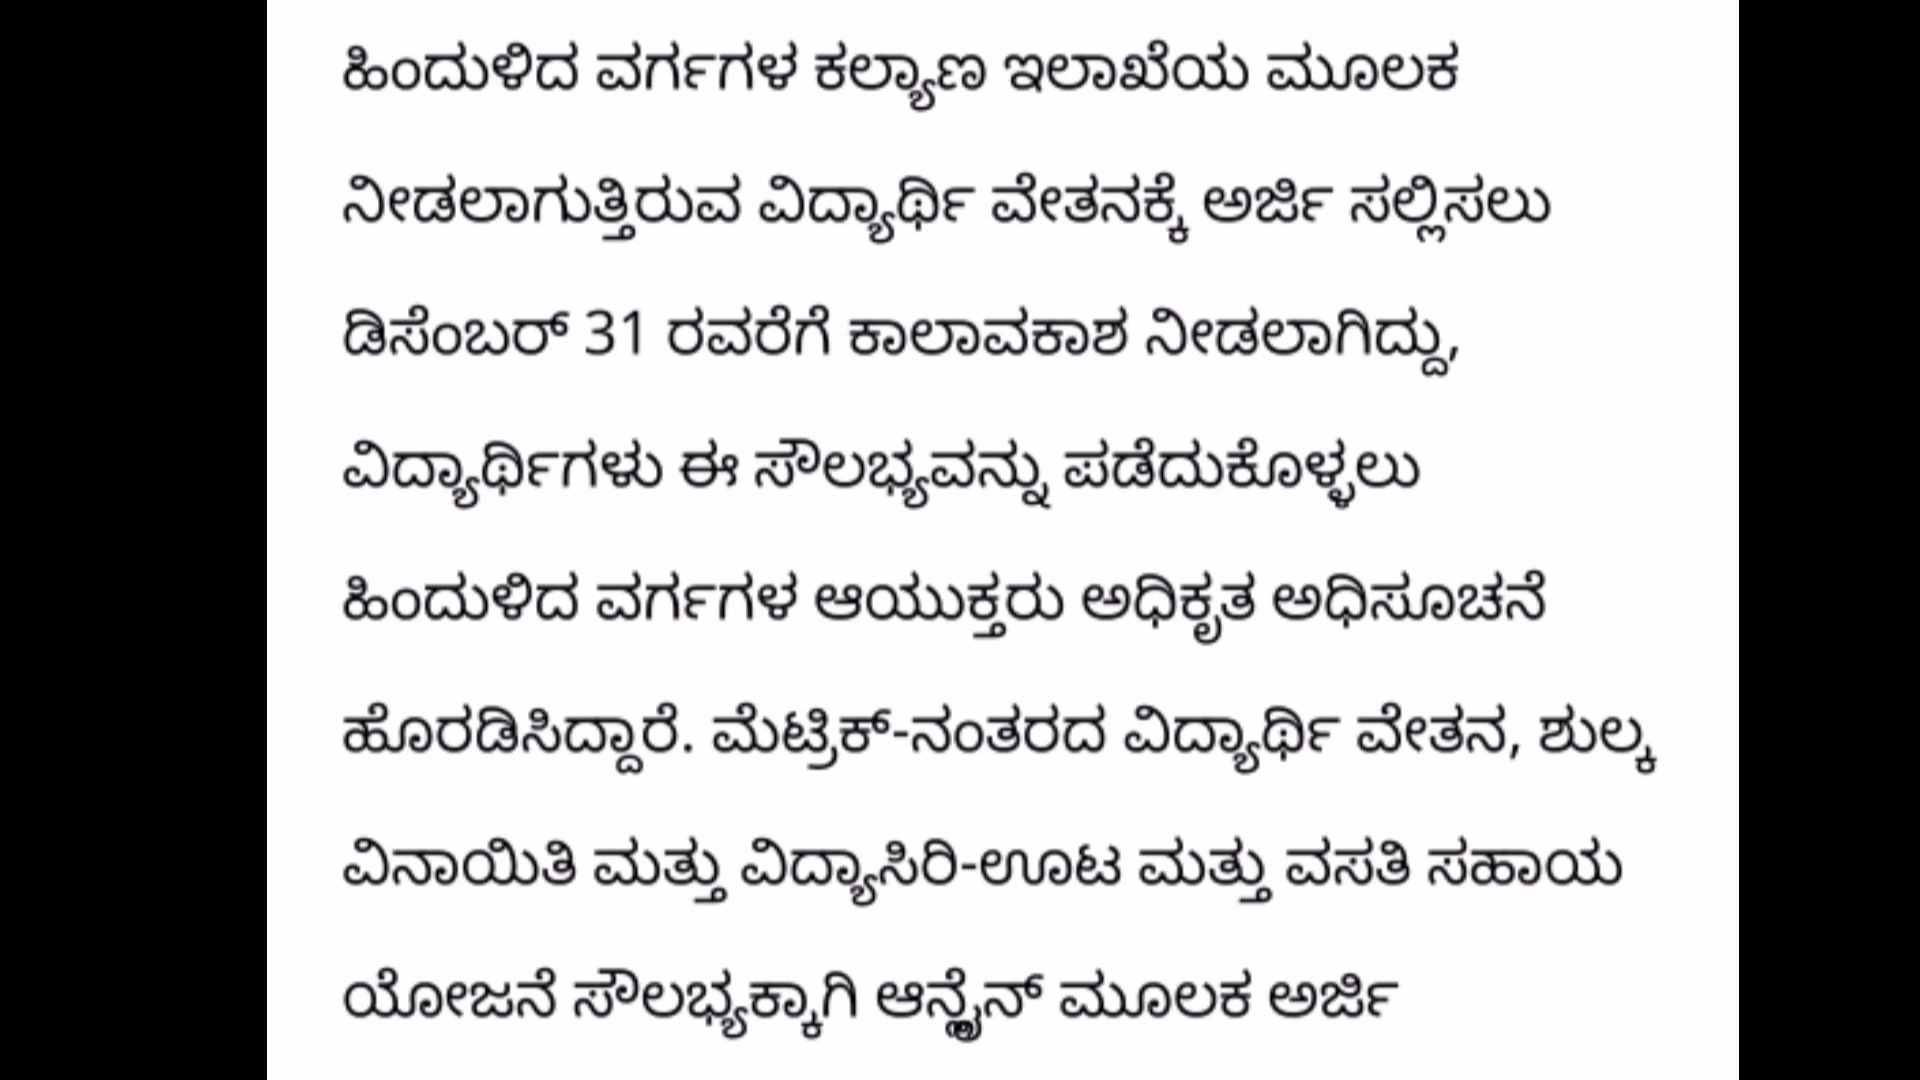 ಹಿಂದುಳಿದ ವರ್ಗಗಳ ಕಲ್ಯಾಣ ಇಲಾಖೆಯ ಮೂಲಕ
ನೀಡಲಾಗುತ್ತಿರುವ ವಿದ್ಯಾರ್ಥಿ ವೇತನಕ್ಕೆ ಅರ್ಜಿ ಸಲ್ಲಿಸಲು
ಡಿಸೆಂಬರ್ 31 ರವರೆಗೆ ಕಾಲಾವಕಾಶ ನೀಡಲಾಗಿದ್ದು,
ವಿದ್ಯಾರ್ಥಿಗಳು ಈ ಸೌಲಭ್ಯವನ್ನು ಪಡೆದುಕೊಳ್ಳಲು
ಹಿಂದುಳಿದ ವರ್ಗಗಳ ಆಯುಕ್ತರು ಅಧಿಕೃತ ಅಧಿಸೂಚನೆ
ಹೊರಡಿಸಿದ್ದಾರೆ. ಮೆಟ್ರಿಕ್-ನಂತರದ ವಿದ್ಯಾರ್ಥಿ ವೇತನ, ಶುಲ್ಕ
ವಿನಾಯಿತಿ ಮತ್ತು ವಿದ್ಯಾಸಿರಿ-ಊಟ ಮತ್ತು ವಸತಿ ಸಹಾಯ
ಯೋಜನೆ ಸೌಲಭ್ಯಕ್ಕಾಗಿ ಆನ್ಲೈನ್ ಮೂಲಕ ಅರ್ಜಿ